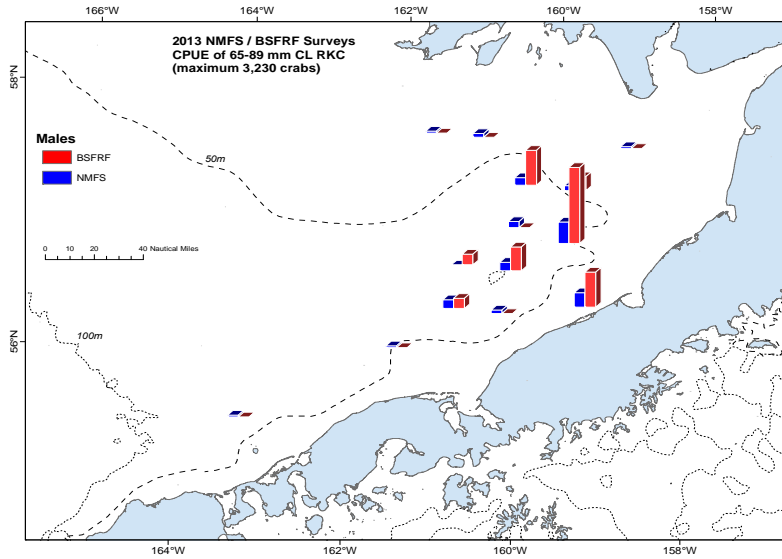 166°W 164°W 162°W 160°W 158°W
2013 NMFS / BSFRF Surveys
CPUE of 65-89 mm CL RKC
(maximum 3,230 crabs)
58°N
Males
BSFRF
50m
NMFS
0 10 20 40 Nautical Miles
100m
56°N
164°W 162°W 160°W 158°W